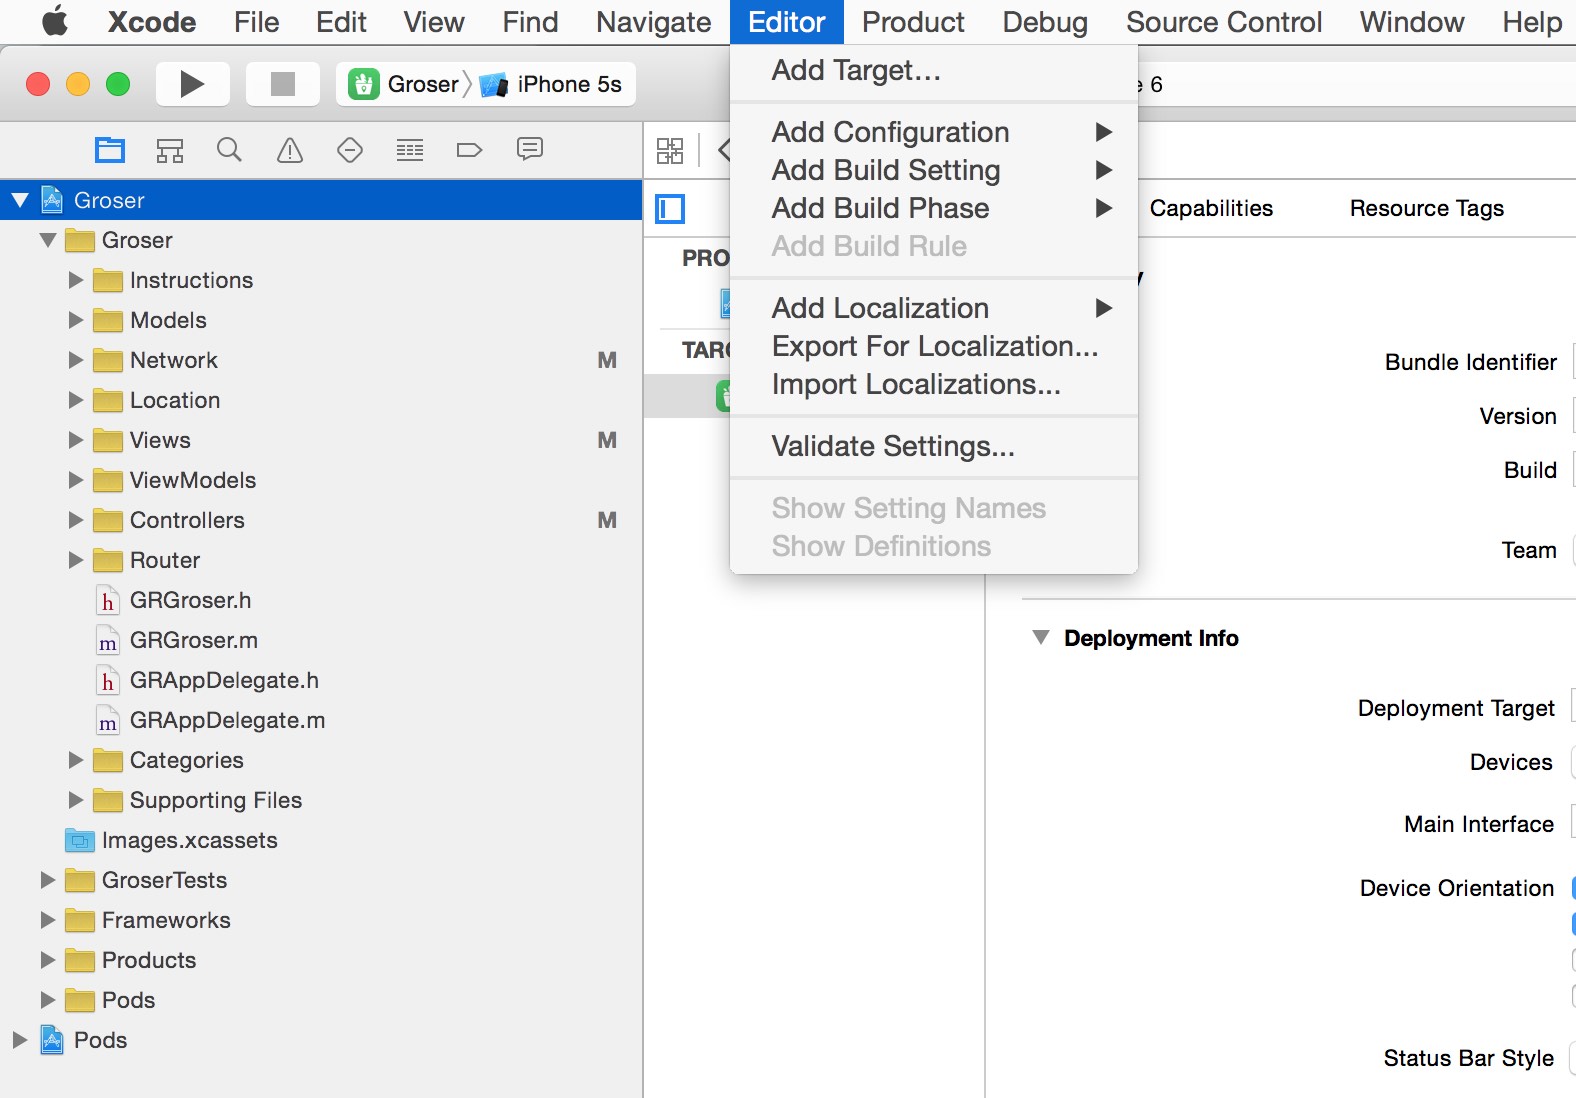 Xcode File Edit View Find Navigate Editor Product Debug Source Control Window Help
Groser iPhone 5s
6
Groser
Groser
Instructions
Models
Network M
Location
Views M
ViewModels
Controllers M
Router
h GRGroser.h
m GRGroser.m
h GRAppDelegate.h
m GRAppDelegate.m
Categories
Supporting Files
Images.xcassets
GroserTests
Frameworks
Products
Pods
Pods
PRO
TARG
Add Target...
Add Configuration
Add Build Setting
Add Build Phase
Add Build Rule
Add Localization
Export For Localization...
Import Localizations...
Validate Settings...
Show Setting Names
Show Definitions
Capabilities Resource Tags
Bundle Identifier
Version
Build
Team
Deployment Info
Deployment Target
Devices
Main Interface
Device Orientation
Status Bar Style